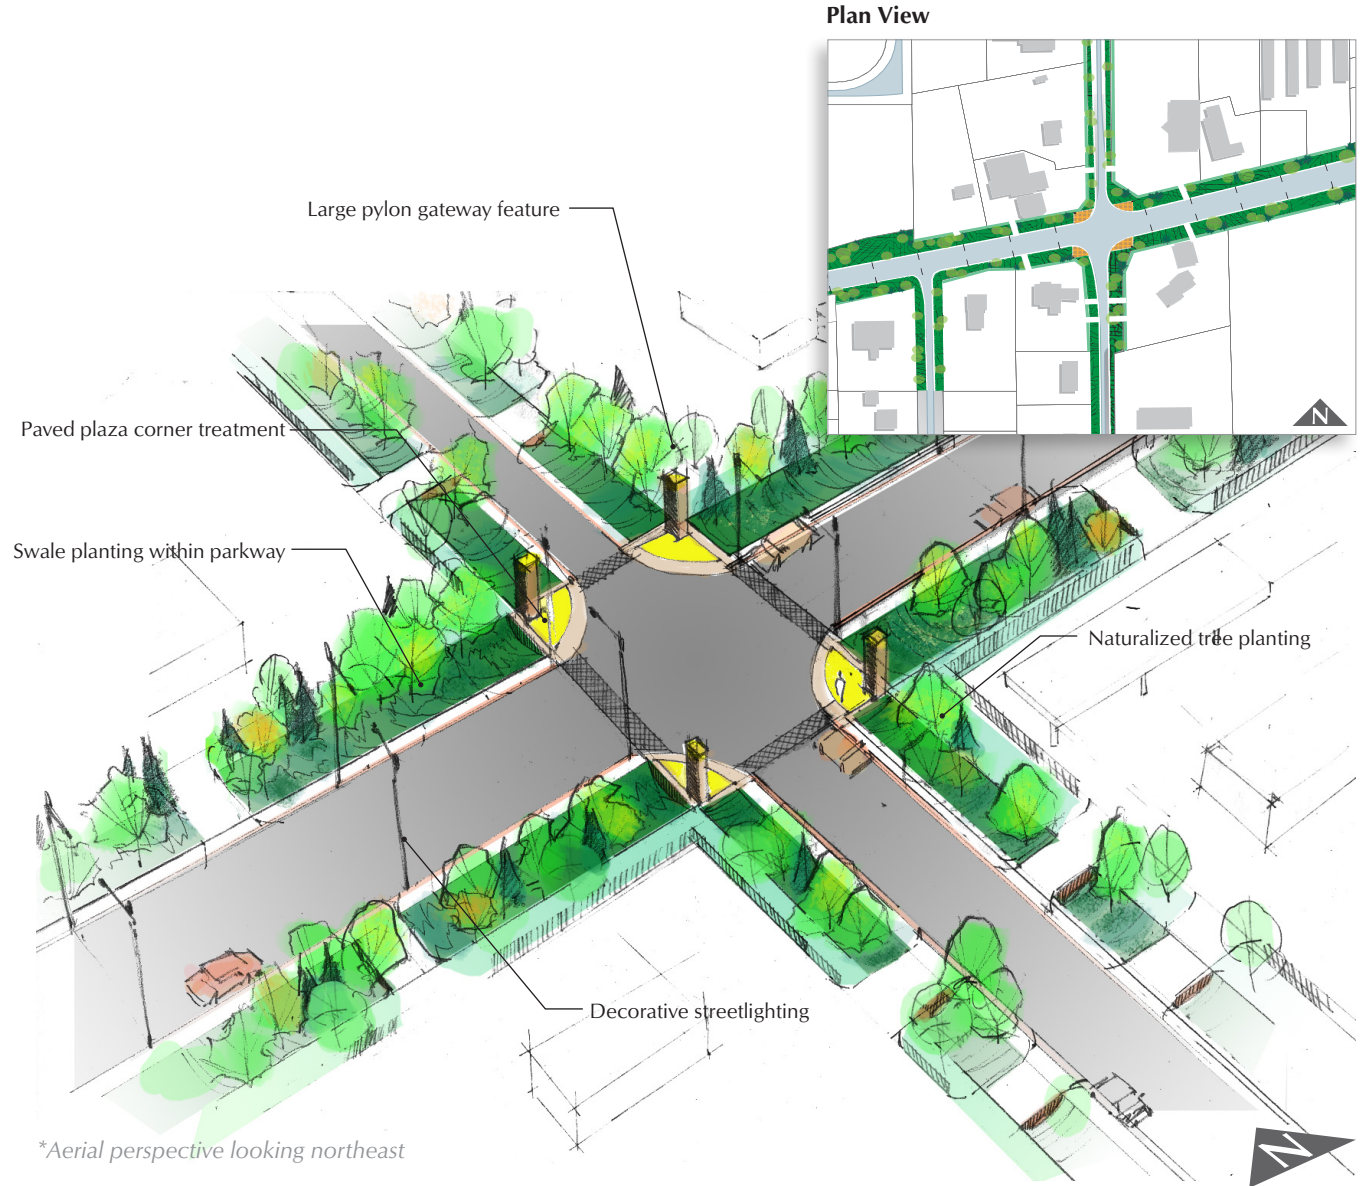 Plan View
Large pylon gateway feature
N
Paved plaza corner treatment
Swale planting within parkway
Naturalized tree planting
Decorative streetlighting
*Aerial perspective looking northeast
N